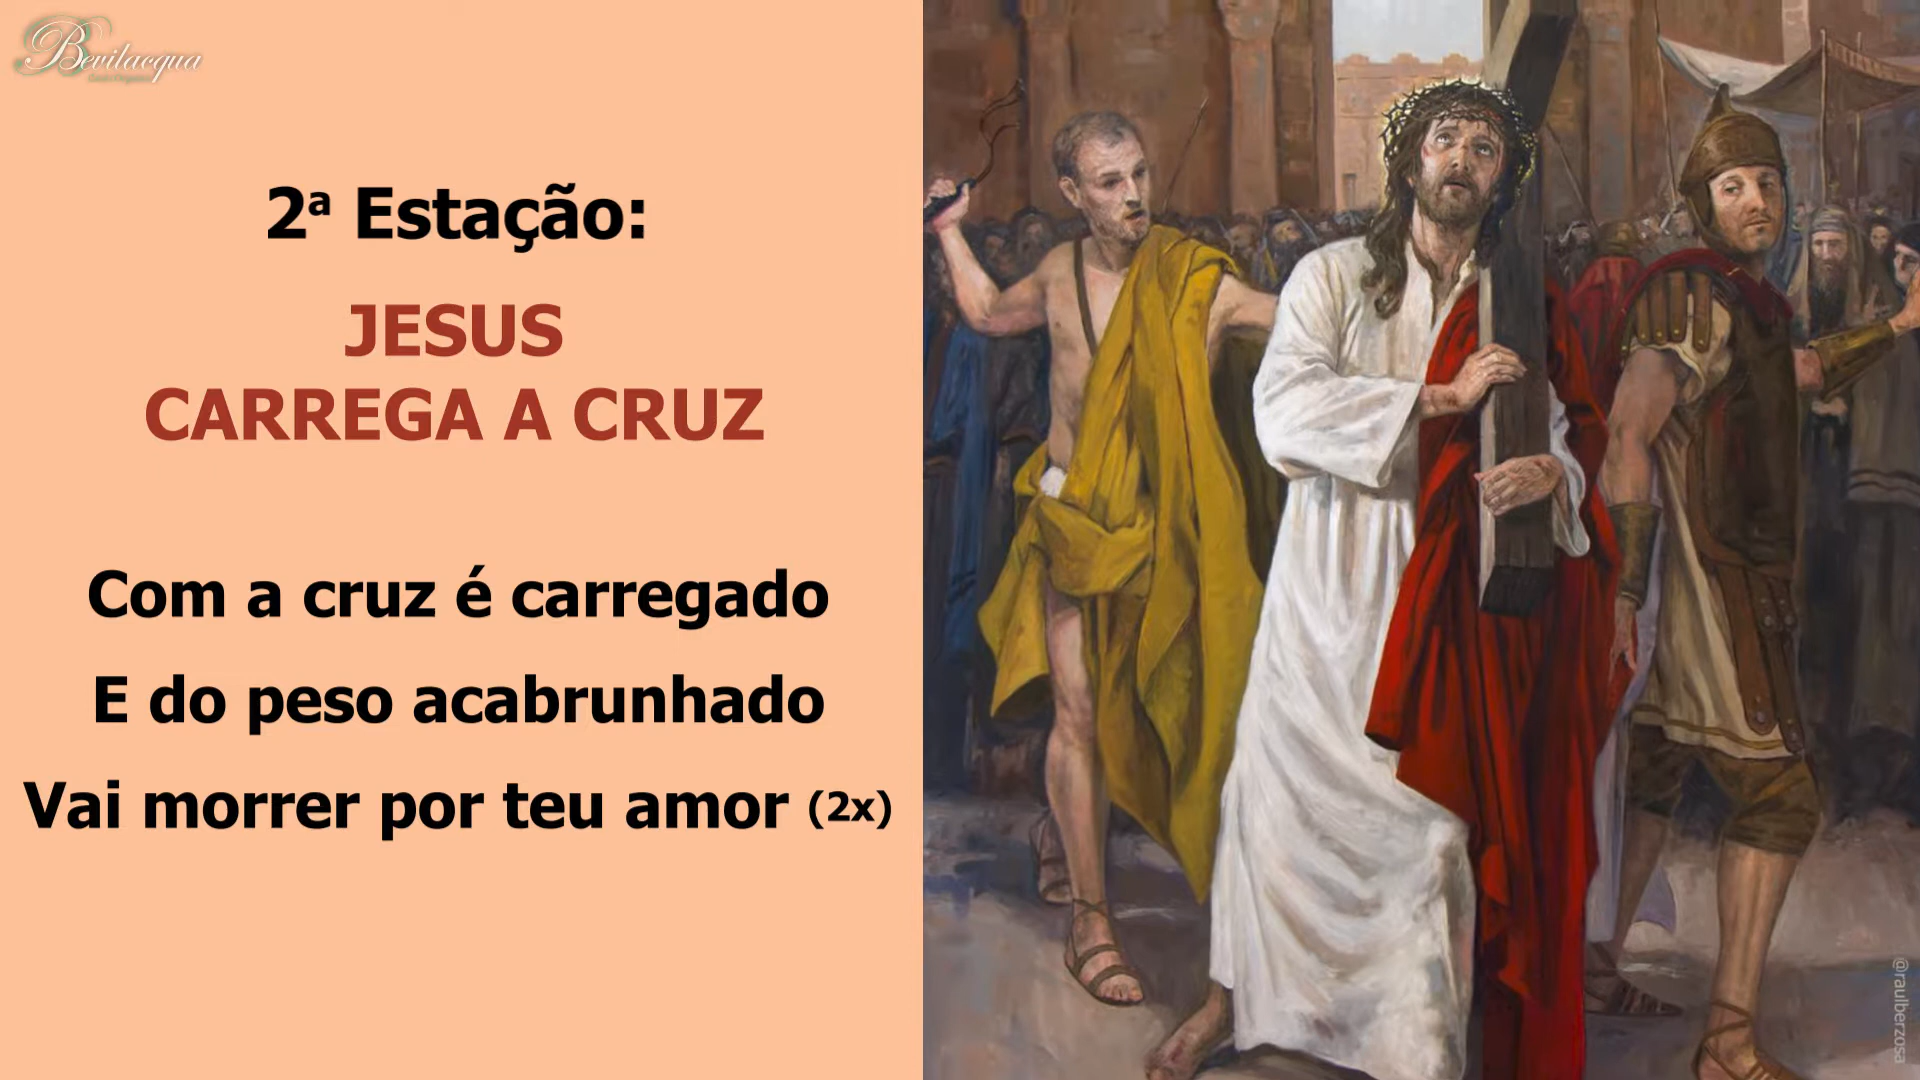 Bevilacqua
2ª Estação:
JESUS
CARREGA A CRUZ
Com a cruz é carregado
E do peso acabrunhado
Vai morrer por teu amor (2x)
@raulberzosa